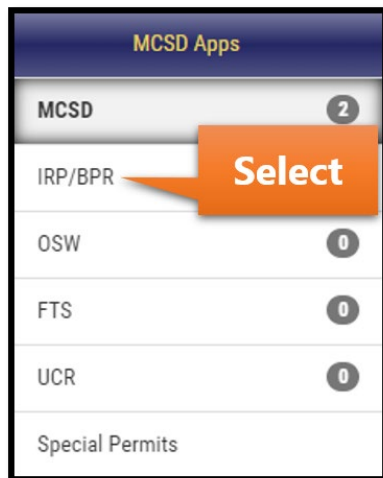 MCSD Apps
MCSD 2
IRP/BPR Select
OSW 0
FTS 0
UCR 0
Special Permits